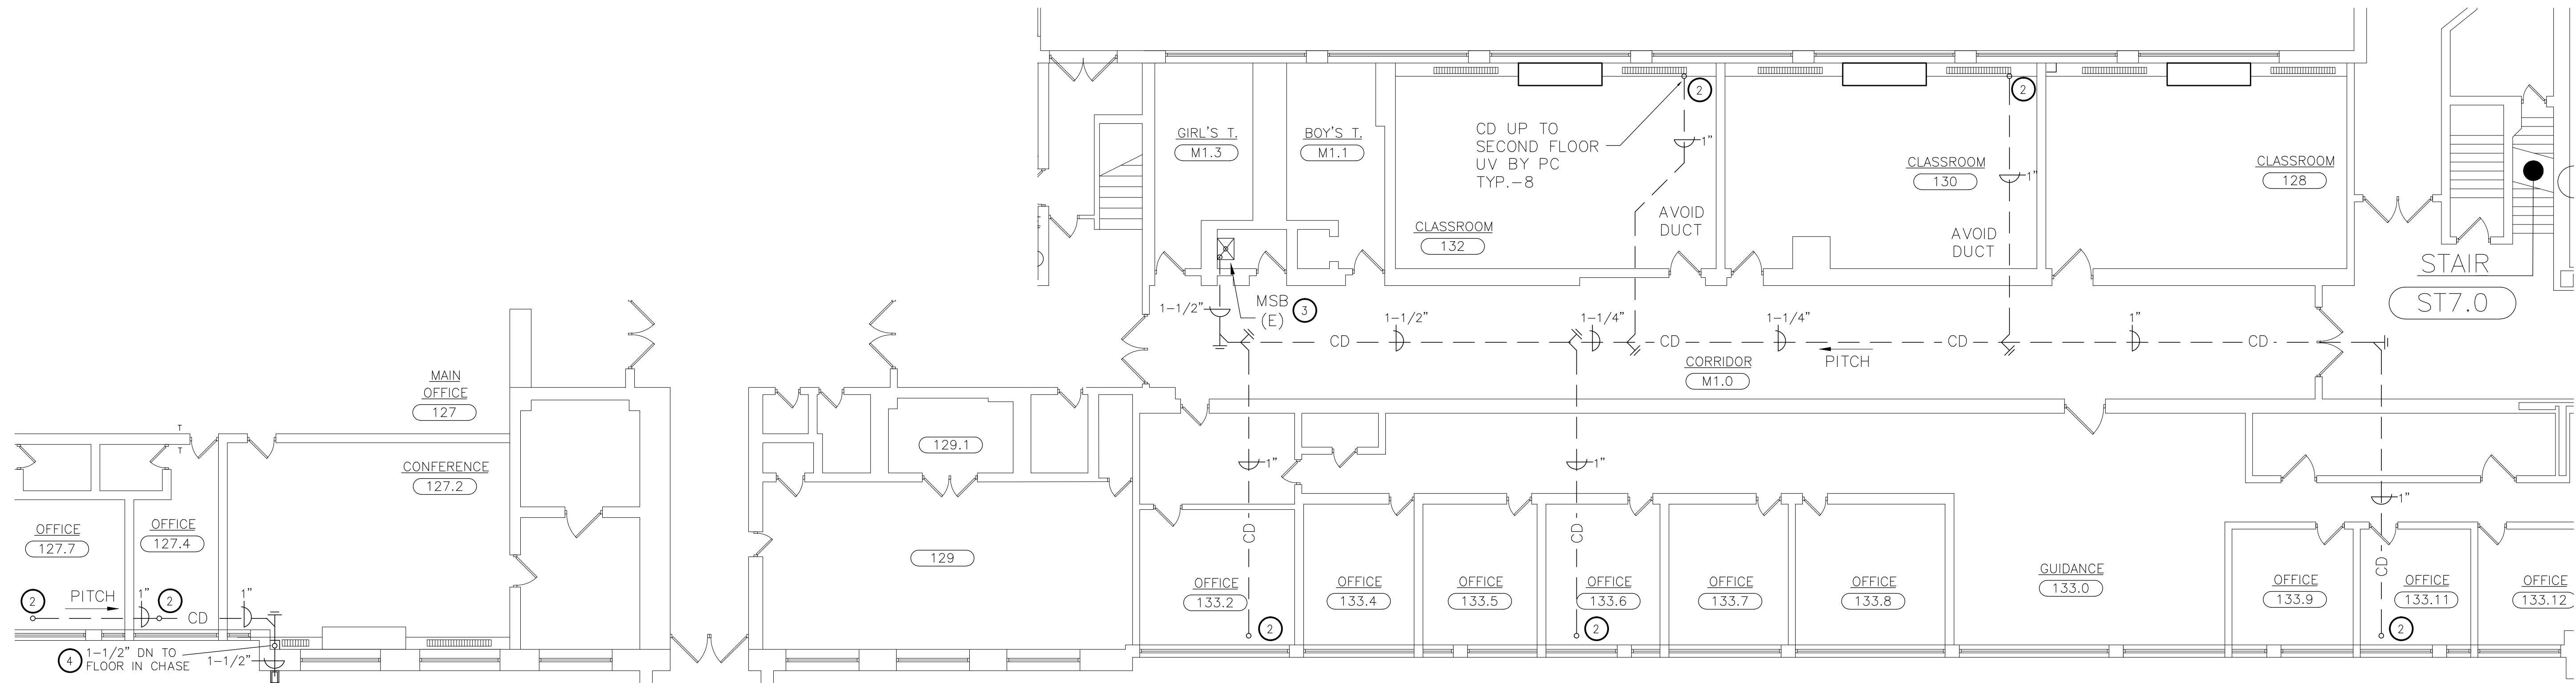 GIRL'S T.
M1.3
BOY'S T.
M1.1
CD UP TO
SECOND FLOOR
UV BY PC
TYP.-8
2
1"
CLASSROOM
132
AVOID
DUCT
2
1"
CLASSROOM
130
AVOID
DUCT
CLASSROOM
128
STAIR
ST7.0
1-1/2"
MSB
(E)
3
CD
1-1/2"
1-1/4"
CD
1-1/4"
PITCH
CD
1"
CD
CORRIDOR
M1.0
MAIN
OFFICE
127
T
T
CONFERENCE
127.2
129.1
1"
1"
1"
OFFICE
127.7
OFFICE
127.4
129
CD
CD
CD
OFFICE
133.2
OFFICE
133.4
OFFICE
133.5
OFFICE
133.6
OFFICE
133.7
OFFICE
133.8
GUIDANCE
133.0
OFFICE
133.9
OFFICE
133.11
OFFICE
133.12
2
PITCH
1"
2
CD
1"
2
2
2
4
1-1/2" DN TO
FLOOR IN CHASE
1-1/2"